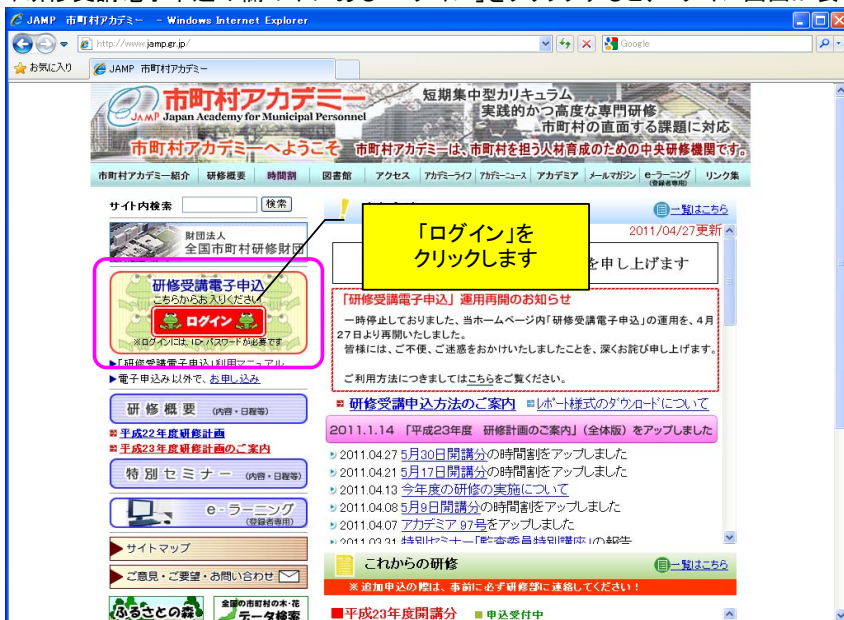 JAMP 市町村アカデミー - Windows Internet Explorer
http://www.jamp.gr.jp/
Google
お気に入り
JAMP 市町村アカデミー
市町村アカデミー
JAMP Japan Academy for Municipal Personnel
短期集中型カリキュラム
実践的かつ高度な専門研修
市町村の直面する課題に対応
市町村アカデミーへようこそ
市町村アカデミーは、市町村を担う人材育成のための中央研修機関です。
市町村アカデミー紹介 研修概要 時間割 図書館 アクセス アカデミーライフ アカデミーニュース アカデミア メールマガジン e-ラーニング (登録者専用) リンク集
サイト内検索 検索
一覧はこちら
2011/04/27更新
財団法人
全国市町村研修財団
「ログイン」を
クリックします
を申し上げます
研修受講電子申込
こちらからお入りください
ログイン
※ログインには、ID・パスワードが必要です
▶「研修受講電子申込」利用マニュアル
▶電子申込み以外で、お申し込み
「研修受講電子申込」運用再開のお知らせ
一時停止しておりました、当ホームページ内「研修受講電子申込」の運用を、4月
27日より再開いたしました。
皆様には、ご不便、ご迷惑をおかけいたしましたことを、深くお詫び申し上げます。
ご利用方法につきましてはこちらをご覧ください。
研修受講申込方法のご案内 レポート様式のダウンロードについて
研修概要 (内容・日程等)
平成22年度研修計画
平成23年度研修計画のご案内
特別セミナー (内容・日程等)
e-ラーニング
(登録者専用)
サイトマップ
ご意見・ご要望・お問い合わせ
ふるさとの森
全国の市町村の木・花
データ検索
2011.1.14 「平成23年度 研修計画のご案内」（全体版）をアップしました
2011.04.27 5月30日開講分の時間割をアップしました
2011.04.21 5月17日開講分の時間割をアップしました
2011.04.13 今年度の研修の実施について
2011.04.08 5月9日開講分の時間割をアップしました
2011.04.07 アカデミア 97号をアップしました
2011.03.31 特別セミナー「監査委員特別講座」の報告
これからの研修
一覧はこちら
※追加申込の際は、事前に必ず研修部に連絡してください！
■平成23年度開講分 ■申込受付中